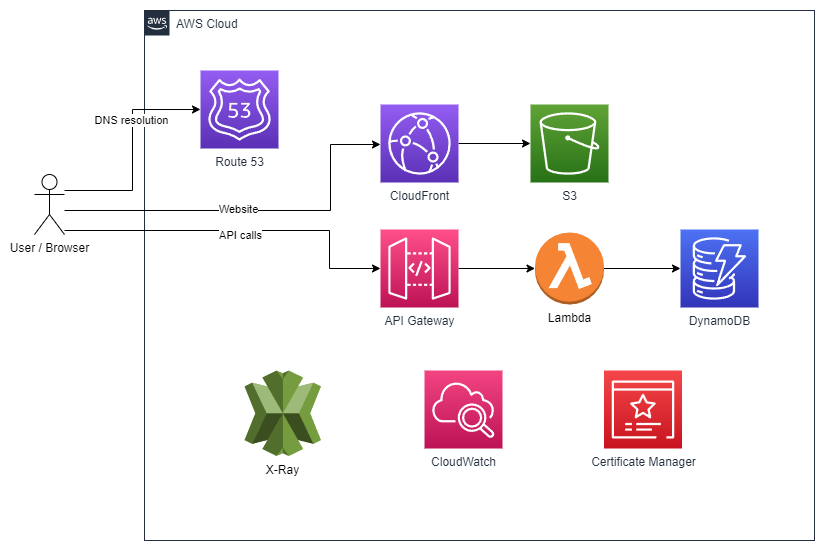 aws
AWS Cloud
53
Route 53
DNS resolution
CloudFront
S3
Website
API calls
User / Browser
</>
API Gateway
Lambda
DynamoDB
X-Ray
CloudWatch
Certificate Manager